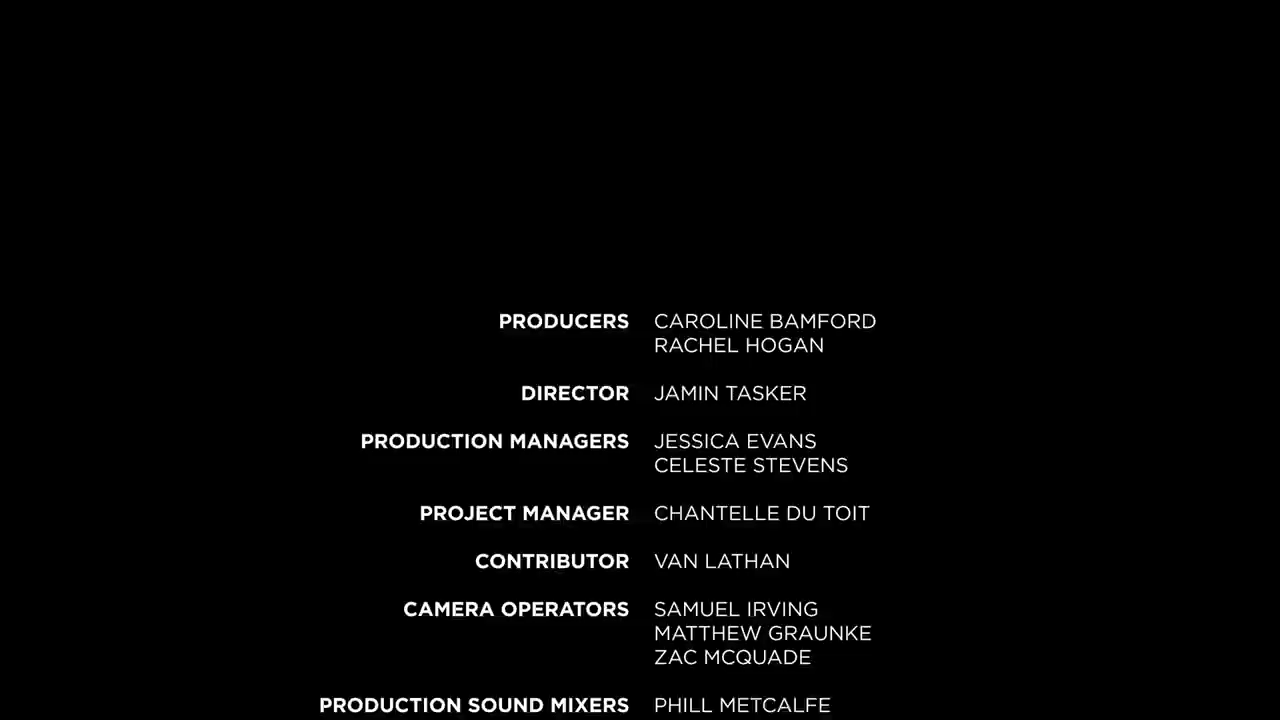 PRODUCERS CAROLINE BAMFORD
RACHEL HOGAN
DIRECTOR JAMIN TASKER
PRODUCTION MANAGERS JESSICA EVANS
CELESTE STEVENS
PROJECT MANAGER CHANTELLE DU TOIT
CONTRIBUTOR VAN LATHAN
CAMERA OPERATORS SAMUEL IRVING
MATTHEW GRAUNKE
ZAC MCQUADE
PRODUCTION SOUND MIXERS PHILL METCALFE